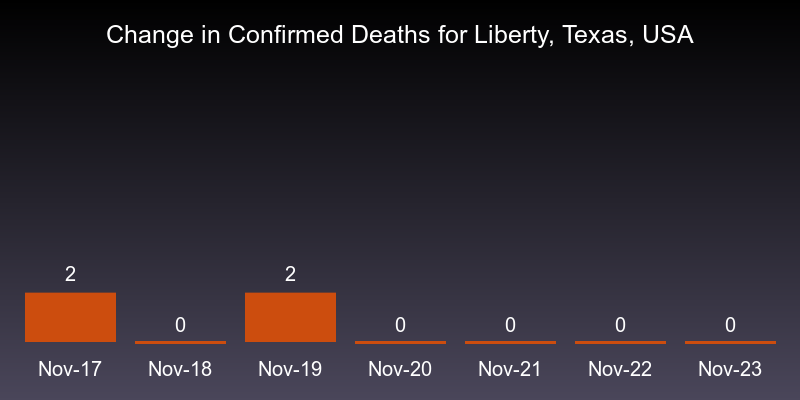 Change in Confirmed Deaths for Liberty, Texas, USA
2
0
2
0
0
0
0
Nov-17
Nov-18
Nov-19
Nov-20
Nov-21
Nov-22
Nov-23